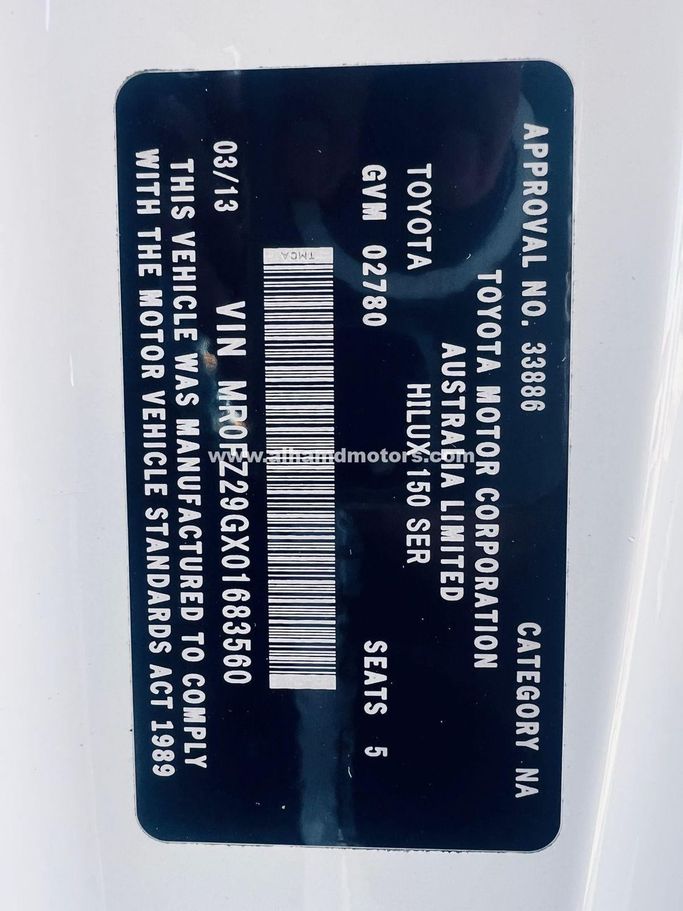 APPROVAL NO. 33886 CATEGORY NA
TOYOTA MOTOR CORPORATION
AUSTRALIA LIMITED
TOYOTA HILUX 150 SER
GVM 02780 SEATS 5
TMCA
VIN MR0FZ29GX01683560
03/13
THIS VEHICLE WAS MANUFACTURED TO COMPLY
WITH THE MOTOR VEHICLE STANDARDS ACT 1989
www.alhamdmotors.com